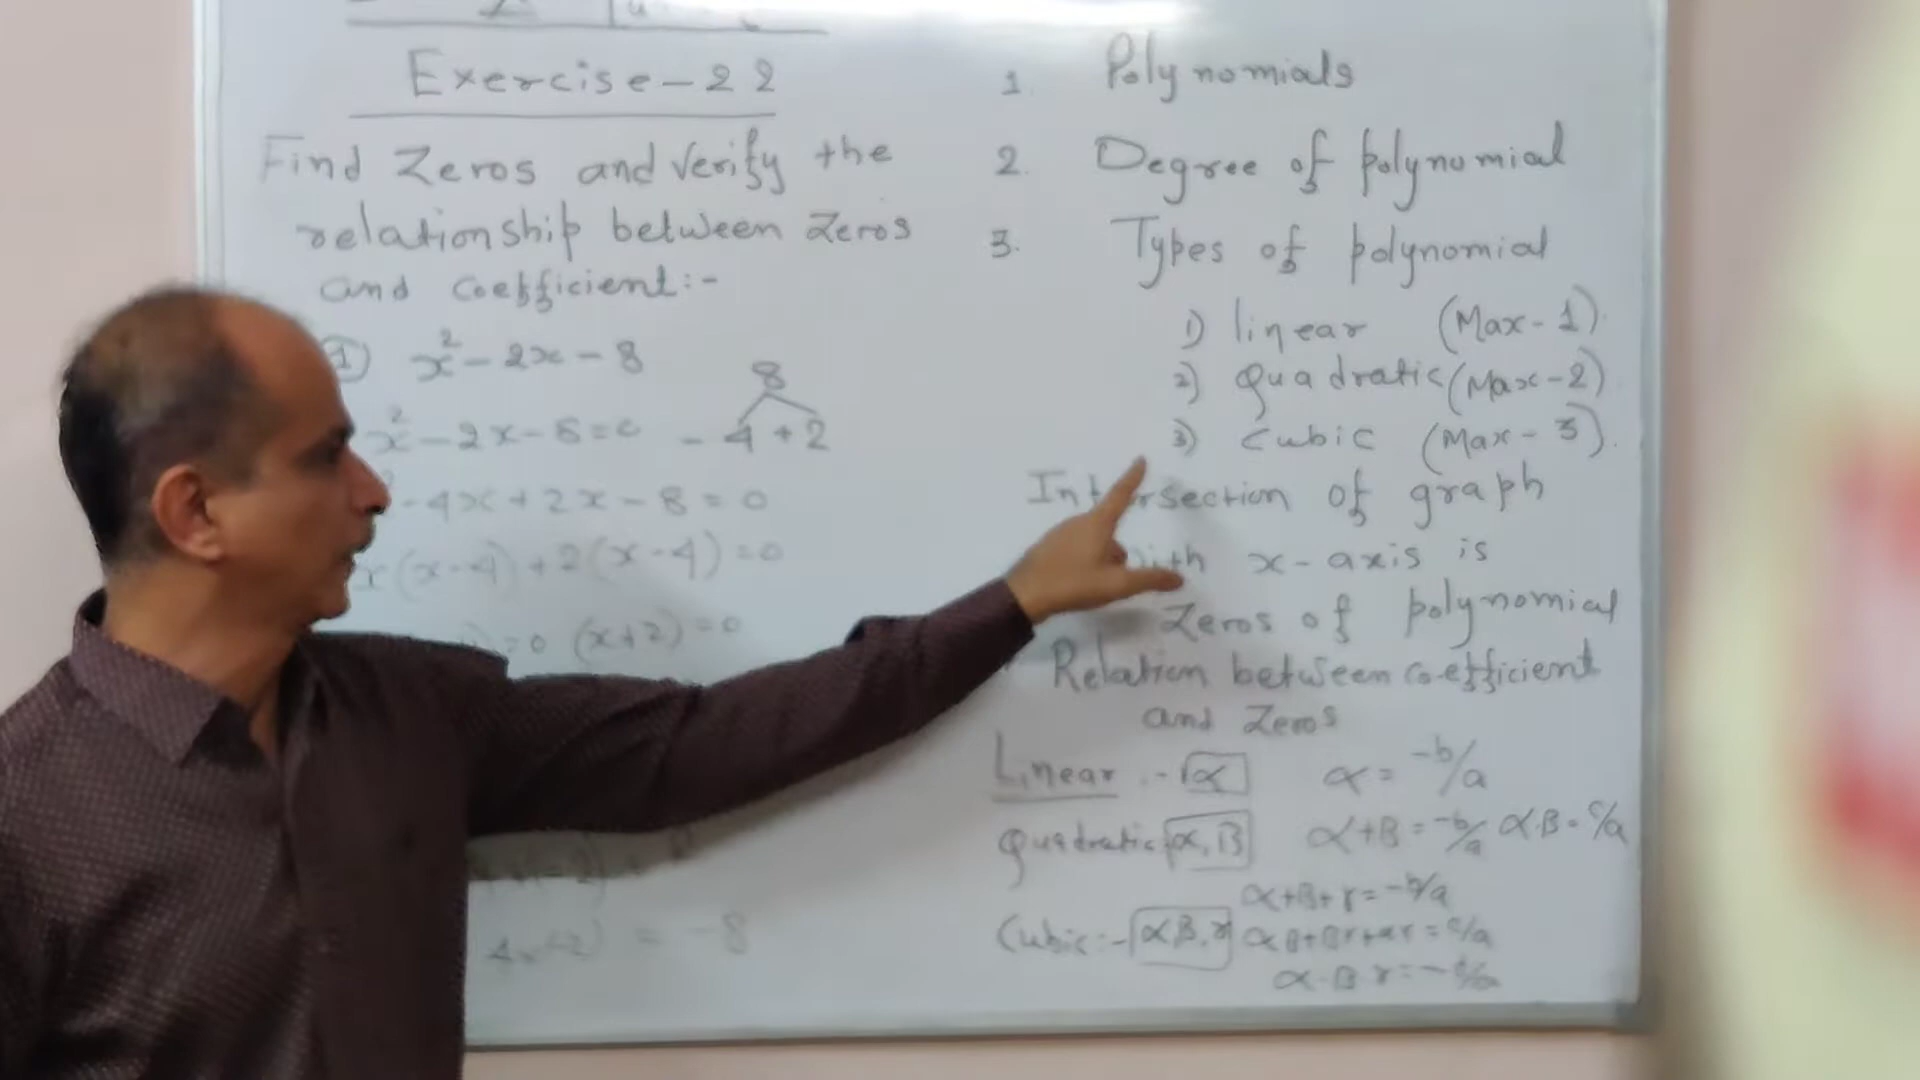 Exercise-22
Find Zeros and Verify the
relationship between Zeros
and Coefficient:-
1) x² - 2x - 8
8
x² - 2x - 8 = 0
- 4 + 2
- 4x + 2x - 8 = 0
x(x-4) + 2(x-4) = 0
=0 (x+2) = 0
= -8
1. Polynomials
2. Degree of polynomial
3. Types of polynomial
1) linear (Max-1)
2) Quadratic (Max-2)
3) Cubic (Max-3).
Intersection of graph
with x-axis is
Zeros of polynomial
Relation between co-efficient
and Zeros
Linear :- α α = -b/a
Quadratic α, B α+B = -b/a α.B = c/a
α+B+r = -b/a
Cubic :- α B, r αB+Br+αr = c/a
α.B.r = -d/a